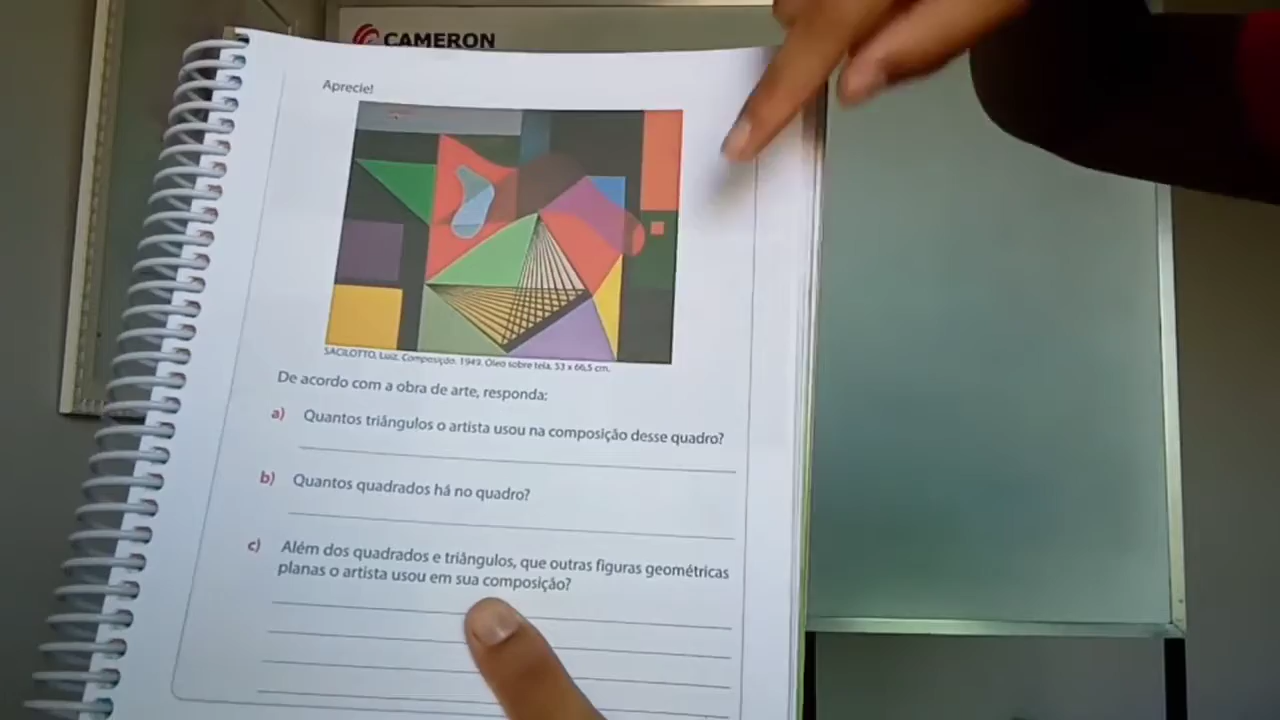 CAMERON
Aprecie!
SACILOTTO, Luiz. Composição. 1949. Óleo sobre tela, 53 x 66,5 cm.
De acordo com a obra de arte, responda:
a) Quantos triângulos o artista usou na composição desse quadro?
b) Quantos quadrados há no quadro?
c) Além dos quadrados e triângulos, que outras figuras geométricas
planas o artista usou em sua composição?